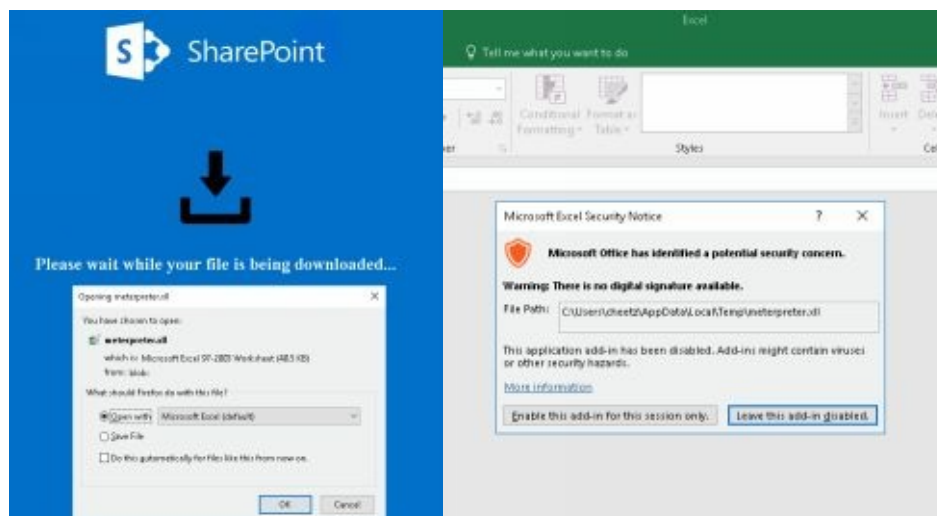 S
SharePoint
Please wait while your file is being downloaded...
Opening meterpreter.xll
You have chosen to open:
meterpreter.xll
which is: Microsoft Excel 97-2003 Worksheet (40.5 KB)
from: blob:
What should Firefox do with this file?
Open with Microsoft Excel (default)
Save File
Do this automatically for files like this from now on.
OK Cancel
Excel
Tell me what you want to do
Conditional Formatting
Format as Table
Insert
Styles
Microsoft Excel Security Notice ? X
Microsoft Office has identified a potential security concern.
Warning: There is no digital signature available.
File Path: C:\Users\cheetz\AppData\Local\Temp\meterpreter.xll
This application add-in has been disabled. Add-ins might contain viruses
or other security hazards.
More information
Enable this add-in for this session only. Leave this add-in disabled.